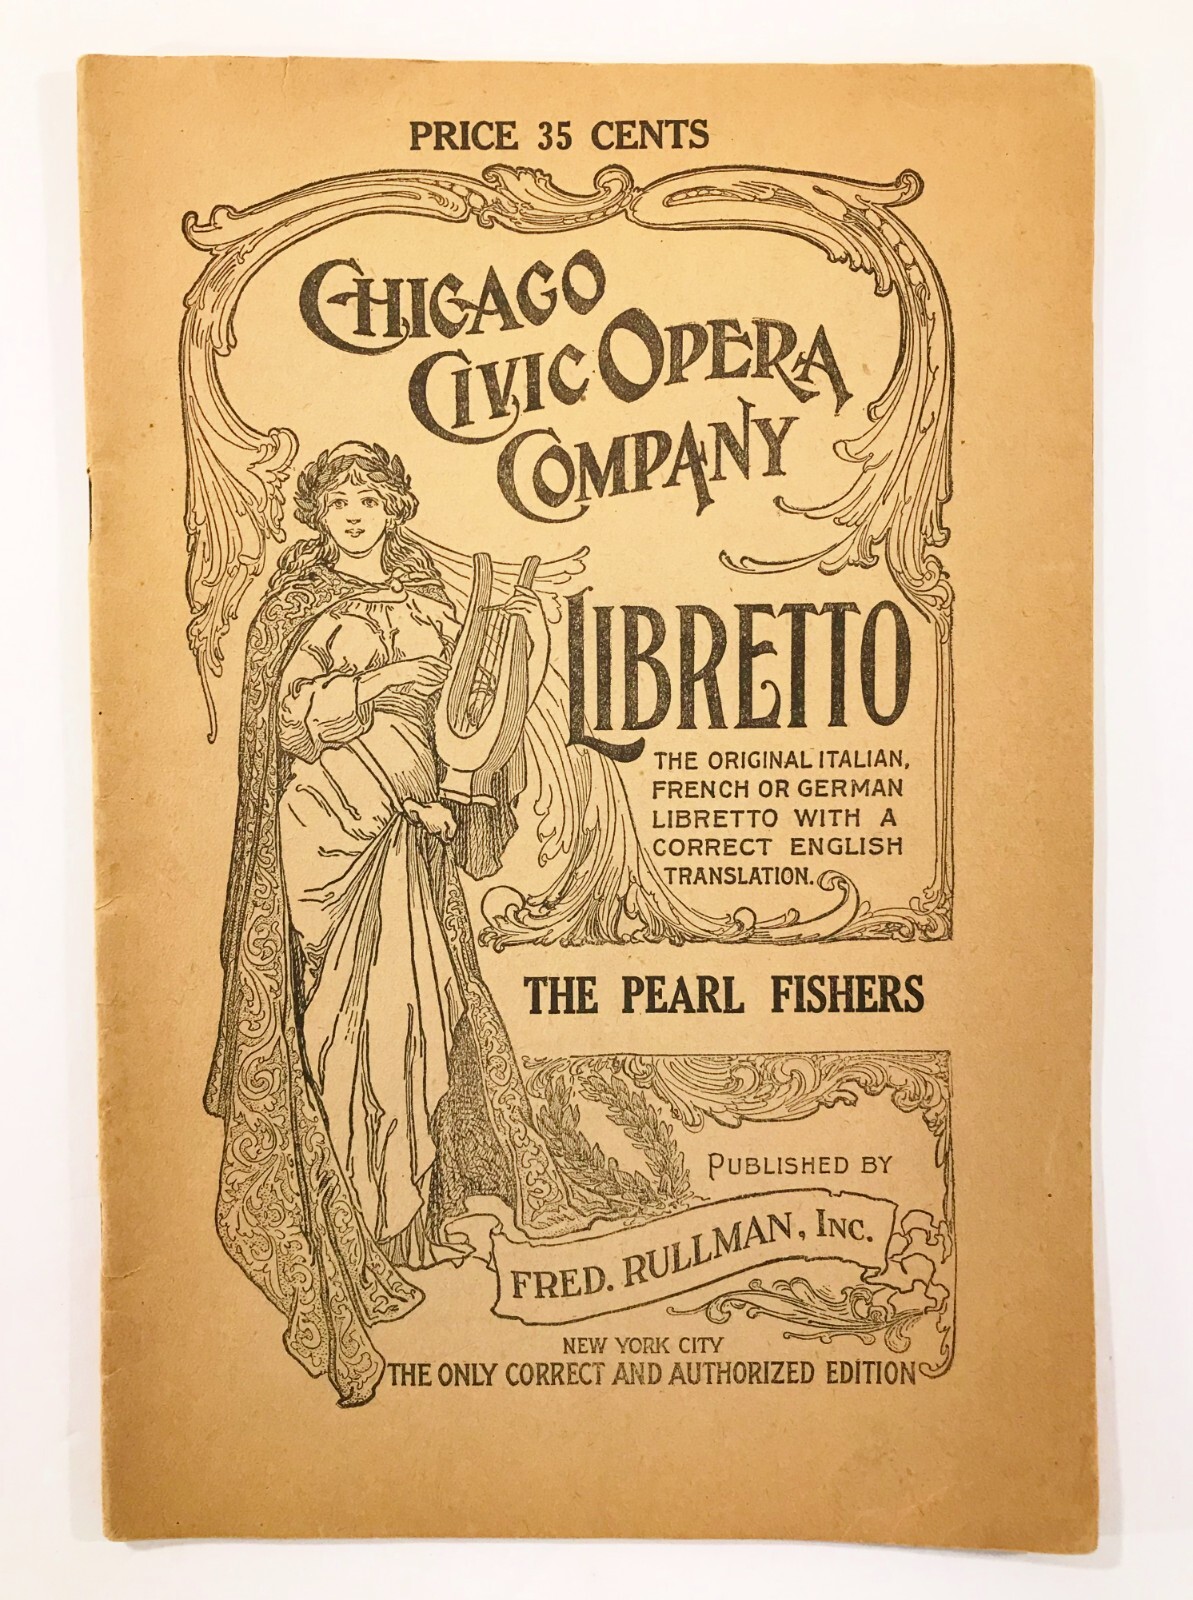 PRICE 35 CENTS
CHICAGO
CIVIC OPERA
COMPANY
LIBRETTO
THE ORIGINAL ITALIAN,
FRENCH OR GERMAN
LIBRETTO WITH A
CORRECT ENGLISH
TRANSLATION.
THE PEARL FISHERS
PUBLISHED BY
FRED. RULLMAN, INC.
NEW YORK CITY
THE ONLY CORRECT AND AUTHORIZED EDITION